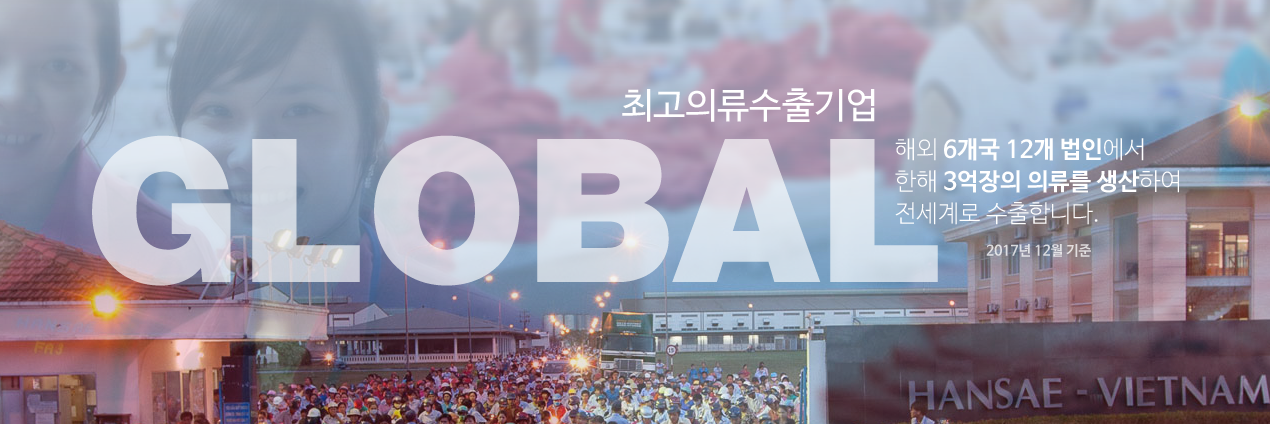 최고의류수출기업
GLOBAL
해외 6개국 12개 법인에서
한해 3억장의 의류를 생산하여
전세계로 수출합니다.
2017년 12월 기준
HANSAE - VIETNAM